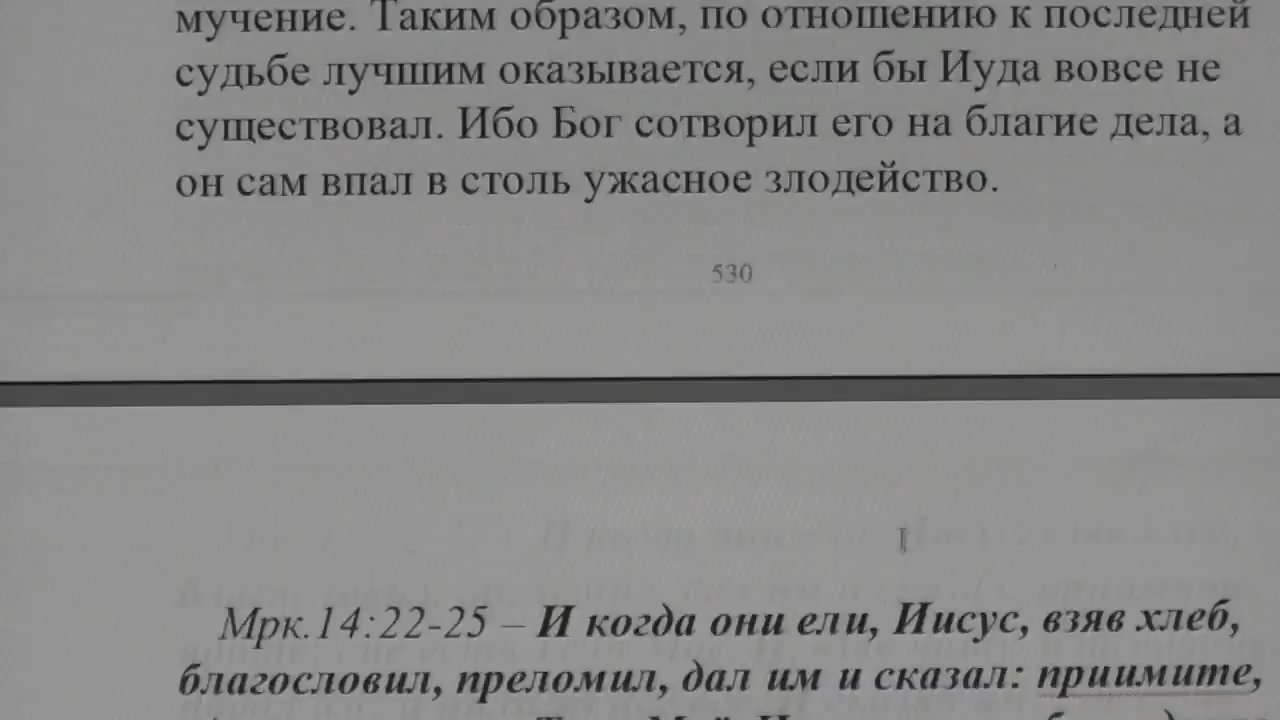 мучение. Таким образом, по отношению к последней
судьбе лучшим оказывается, если бы Иуда вовсе не
существовал. Ибо Бог сотворил его на благие дела, а
он сам впал в столь ужасное злодейство.
530
Мрк.14:22-25 – И когда они ели, Иисус, взяв хлеб,
благословил, преломил, дал им и сказал: приимите,